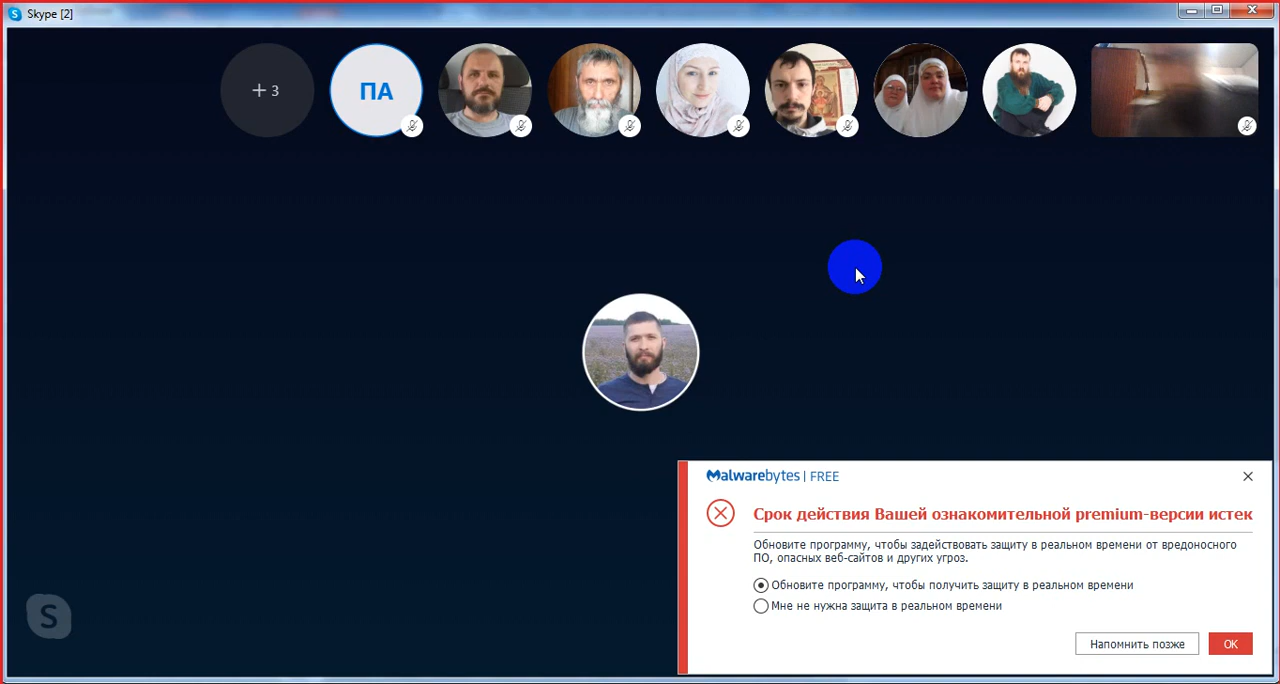 Skype [2]
+ 3
ПА
Malwarebytes | FREE
Срок действия Вашей ознакомительной premium-версии истек
Обновите программу, чтобы задействовать защиту в реальном времени от вредоносного
ПО, опасных веб-сайтов и других угроз.
Обновите программу, чтобы получить защиту в реальном времени
Мне не нужна защита в реальном времени
Напомнить позже
ОК